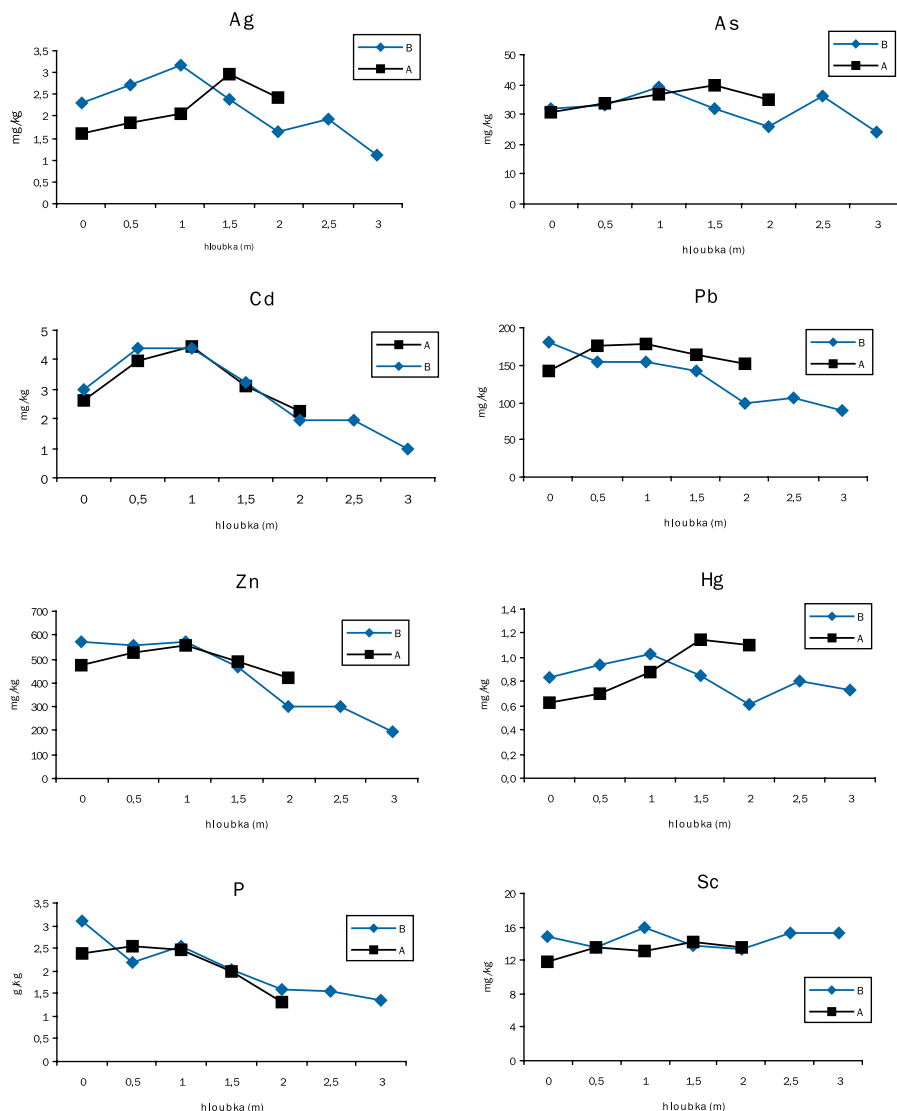 Ag
B
A
3,5
3
2,5
2
1,5
1
0,5
0
mg/kg
0 0,5 1 1,5 2 2,5 3
hloubka (m)
As
B
A
50
40
30
20
10
0
mg/kg
0 0,5 1 1,5 2 2,5 3
hloubka (m)
Cd
A
B
5
4
3
2
1
0
mg/kg
0 0,5 1 1,5 2 2,5 3
hloubka (m)
Pb
B
A
200
150
100
50
0
mg/kg
0 0,5 1 1,5 2 2,5 3
hloubka (m)
Zn
B
A
700
600
500
400
300
200
100
0
mg/kg
0 0,5 1 1,5 2 2,5 3
hloubka (m)
Hg
B
A
1,4
1,2
1,0
0,8
0,6
0,4
0,2
0,0
mg/kg
0 0,5 1 1,5 2 2,5 3
hloubka (m)
P
B
A
3,5
3
2,5
2
1,5
1
0,5
0
g/kg
0 0,5 1 1,5 2 2,5 3
hloubka (m)
Sc
B
A
20
16
12
8
4
0
mg/kg
0 0,5 1 1,5 2 2,5 3
hloubka (m)